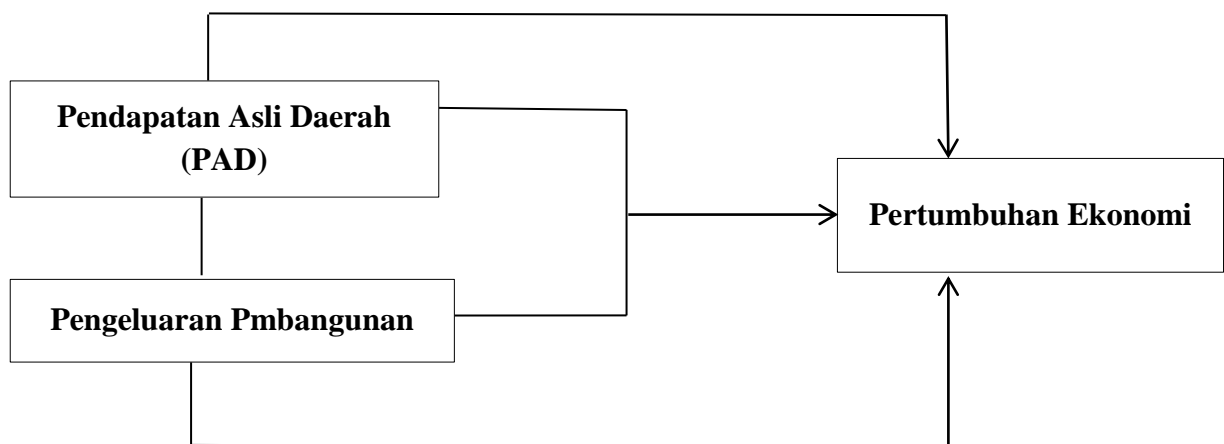 Pendapatan Asli Daerah
(PAD)
Pertumbuhan Ekonomi
Pengeluaran Pmbangunan